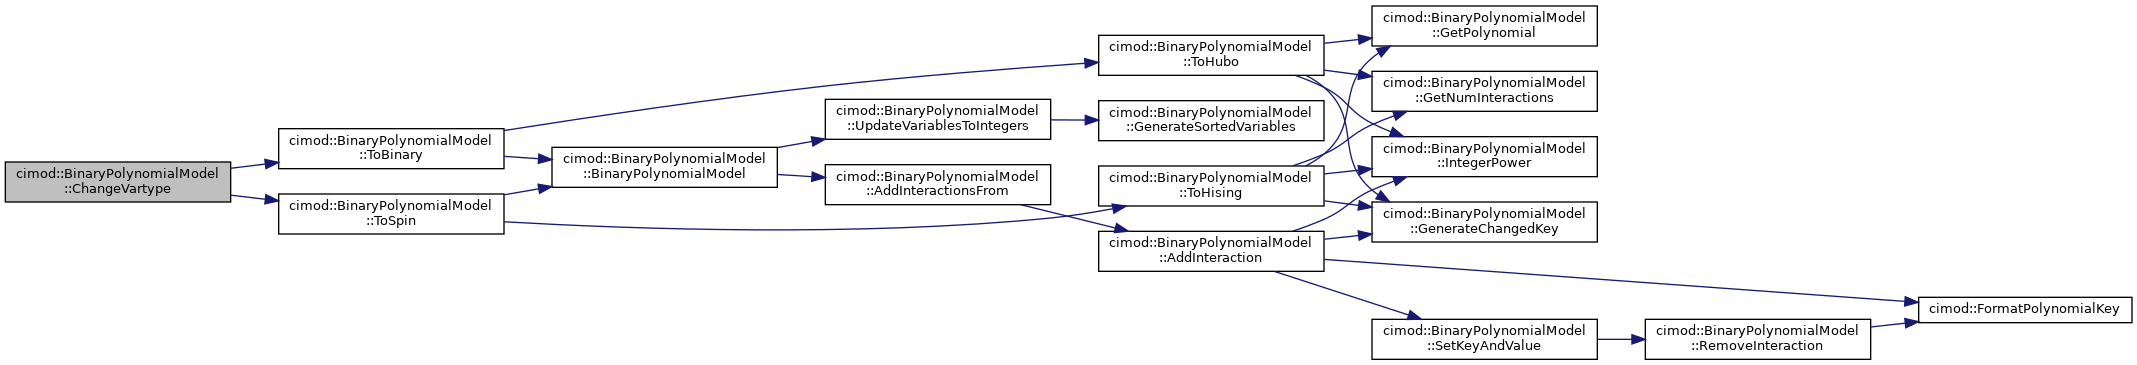 cimod::BinaryPolynomialModel
::ChangeVartype
cimod::BinaryPolynomialModel
::ToBinary
cimod::BinaryPolynomialModel
::ToSpin
cimod::BinaryPolynomialModel
::BinaryPolynomialModel
cimod::BinaryPolynomialModel
::UpdateVariablesToIntegers
cimod::BinaryPolynomialModel
::AddInteractionsFrom
cimod::BinaryPolynomialModel
::ToHubo
cimod::BinaryPolynomialModel
::GenerateSortedVariables
cimod::BinaryPolynomialModel
::ToHising
cimod::BinaryPolynomialModel
::AddInteraction
cimod::BinaryPolynomialModel
::GetPolynomial
cimod::BinaryPolynomialModel
::GetNumInteractions
cimod::BinaryPolynomialModel
::IntegerPower
cimod::BinaryPolynomialModel
::GenerateChangedKey
cimod::BinaryPolynomialModel
::SetKeyAndValue
cimod::BinaryPolynomialModel
::RemoveInteraction
cimod::FormatPolynomialKey